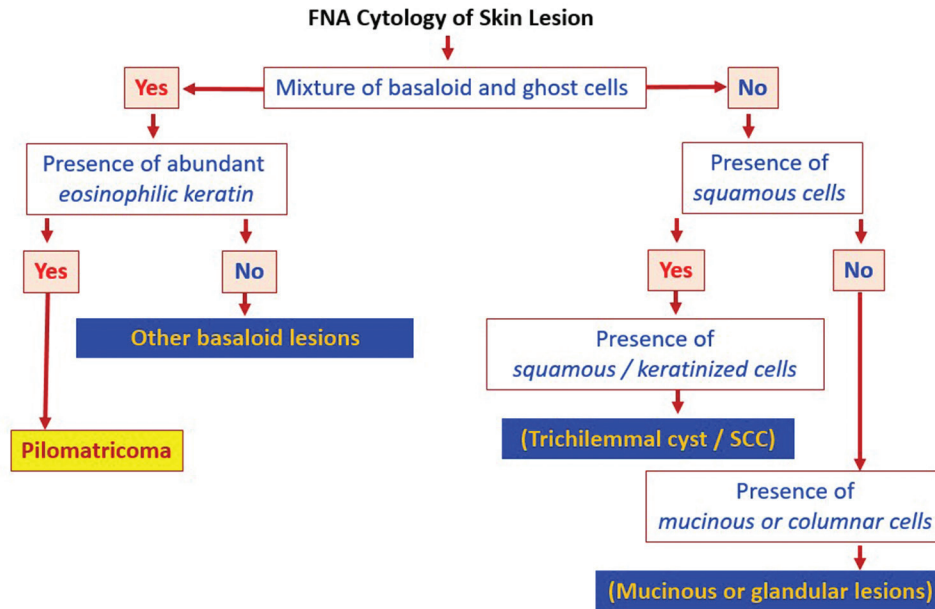 FNA Cytology of Skin Lesion
Yes
Mixture of basaloid and ghost cells
No
Presence of abundant
eosinophilic keratin
Presence of
squamous cells
Yes
No
Yes
No
Other basaloid lesions
Presence of
squamous / keratinized cells
Pilomatricoma
(Trichilemmal cyst / SCC)
Presence of
mucinous or columnar cells
(Mucinous or glandular lesions)